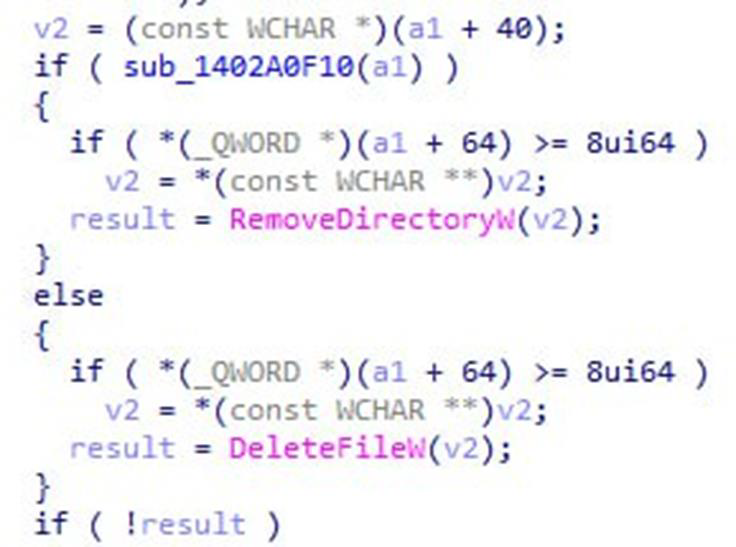 v2 = (const WCHAR *)(a1 + 40);
if ( sub_1402A0F10(a1) )
{
if ( *(_QWORD *)(a1 + 64) >= 8ui64 )
v2 = *(const WCHAR **)v2;
result = RemoveDirectoryW(v2);
}
else
{
if ( *(_QWORD *)(a1 + 64) >= 8ui64 )
v2 = *(const WCHAR **)v2;
result = DeleteFileW(v2);
}
if ( !result )